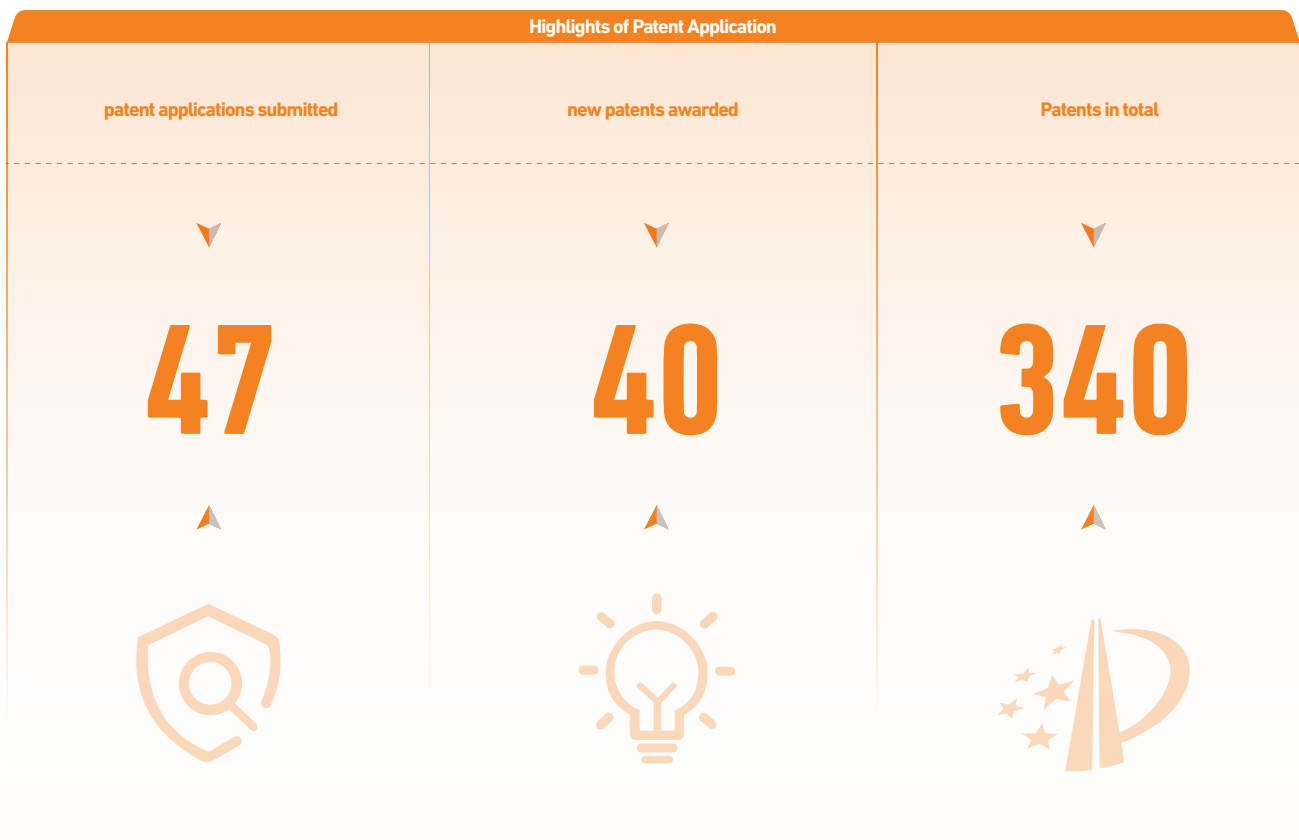 Highlights of Patent Application
patent applications submitted
new patents awarded
Patents in total
47
40
340